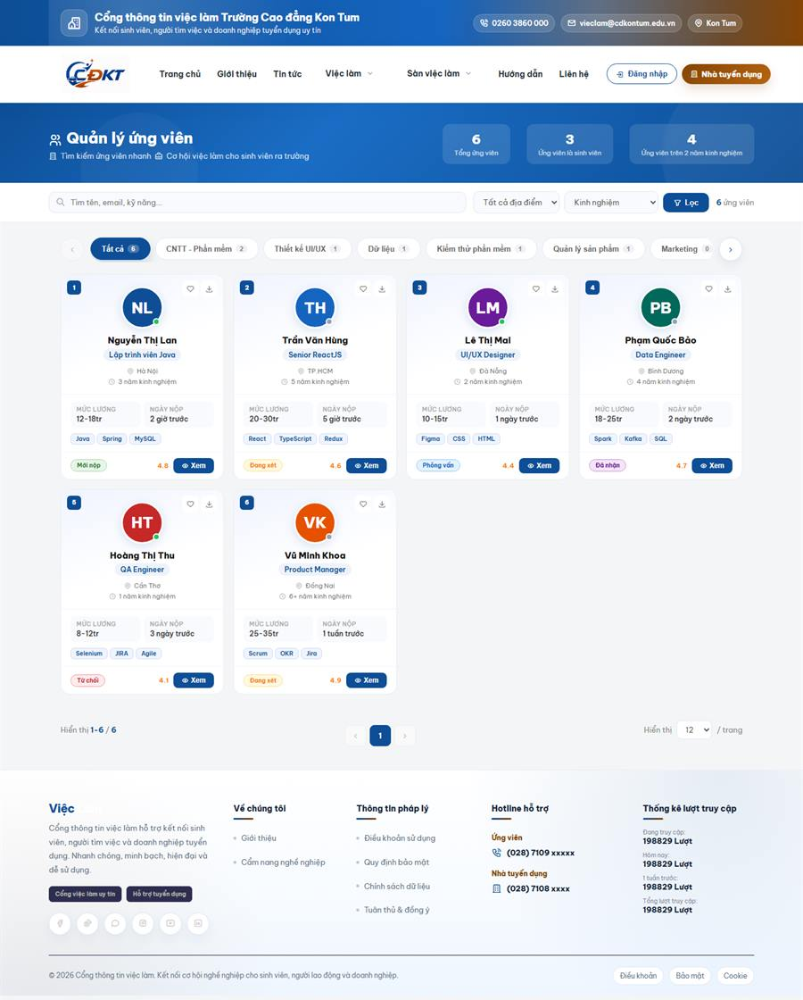 Cổng thông tin việc làm Trường Cao đẳng Kon Tum
Kết nối sinh viên, người tìm việc và doanh nghiệp tuyển dụng uy tín
0260 3860 000
vieclam@cdkontum.edu.vn
Kon Tum
CĐKT
Trang chủ Giới thiệu Tin tức Việc làm Sàn việc làm Hướng dẫn Liên hệ Đăng nhập Nhà tuyển dụng
Quản lý ứng viên
Tìm kiếm ứng viên nhanh Cơ hội việc làm cho sinh viên ra trường
6 3 4
Tổng ứng viên Ứng viên là sinh viên Ứng viên trên 2 năm kinh nghiệm
Tìm tên, email, kỹ năng... Tất cả địa điểm Kinh nghiệm Lọc 6 ứng viên
Tất cả 6 CNTT - Phần mềm 2 Thiết kế UI/UX 1 Dữ liệu 1 Kiểm thử phần mềm 1 Quản lý sản phẩm 1 Marketing 0
1
NL
Nguyễn Thị Lan
Lập trình viên Java
Hà Nội
3 năm kinh nghiệm
MỨC LƯƠNG NGÀY NỘP
12-18tr 2 giờ trước
Java Spring MySQL
Mới nộp 4.8 Xem
2
TH
Trần Văn Hùng
Senior ReactJS
TP.HCM
5 năm kinh nghiệm
MỨC LƯƠNG NGÀY NỘP
20-30tr 5 giờ trước
React TypeScript Redux
Đang xét 4.6 Xem
3
LM
Lê Thị Mai
UI/UX Designer
Đà Nẵng
2 năm kinh nghiệm
MỨC LƯƠNG NGÀY NỘP
10-15tr 1 ngày trước
Figma CSS HTML
Phỏng vấn 4.4 Xem
4
PB
Phạm Quốc Bảo
Data Engineer
Bình Dương
4 năm kinh nghiệm
MỨC LƯƠNG NGÀY NỘP
18-25tr 2 ngày trước
Spark Kafka SQL
Đã nhận 4.7 Xem
5
HT
Hoàng Thị Thu
QA Engineer
Cần Thơ
1 năm kinh nghiệm
MỨC LƯƠNG NGÀY NỘP
8-12tr 3 ngày trước
Selenium JIRA Agile
Từ chối 4.1 Xem
6
VK
Vũ Minh Khoa
Product Manager
Đồng Nai
6+ năm kinh nghiệm
MỨC LƯƠNG NGÀY NỘP
25-35tr 1 tuần trước
Scrum OKR Jira
Đang xét 4.9 Xem
Hiển thị 1-6 / 6 1 Hiển thị 12 / trang
Việc
Cổng thông tin việc làm hỗ trợ kết nối sinh
viên, người tìm việc và doanh nghiệp tuyển
dụng. Nhanh chóng, minh bạch, hiện đại và
dễ sử dụng.
Cổng việc làm uy tín Hỗ trợ tuyển dụng
Về chúng tôi
Giới thiệu
Cẩm nang nghề nghiệp
Thông tin pháp lý
Điều khoản sử dụng
Quy định bảo mật
Chính sách dữ liệu
Tuân thủ & đồng ý
Hotline hỗ trợ
Ứng viên
(028) 7109 xxxxx
Nhà tuyển dụng
(028) 7108 xxxx
Thống kê lượt truy cập
Đang truy cập:
198829 Lượt
Hôm nay:
198829 Lượt
1 tuần trước:
198829 Lượt
Tổng lượt truy cập:
198829 Lượt
© 2026 Cổng thông tin việc làm. Kết nối cơ hội nghề nghiệp cho sinh viên, người lao động và doanh nghiệp.
Điều khoản Bảo mật Cookie